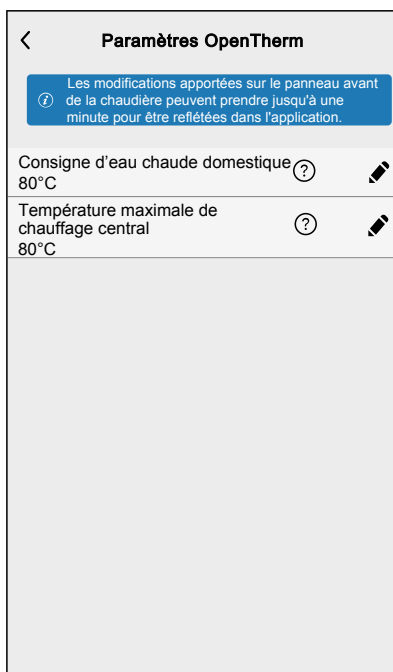 Paramètres OpenTherm
Les modifications apportées sur le panneau avant
de la chaudière peuvent prendre jusqu'à une
minute pour être reflétées dans l'application.
Consigne d’eau chaude domestique
80°C
Température maximale de
chauffage central
80°C